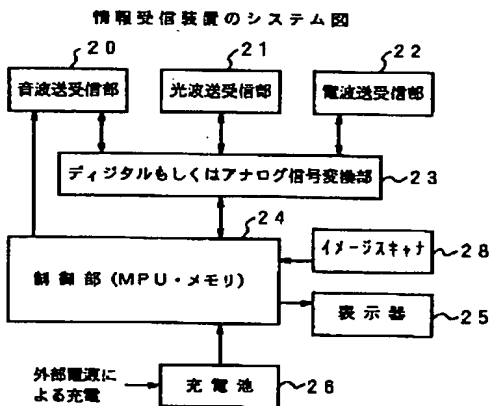 情報受信装置のシステム図
20
21
22
音波送受信部
光波送受信部
電波送受信部
ディジタルもしくはアナログ信号変換部
23
24
制御部(MPU・メモリ)
イメージスキャナ
28
表示器
25
外部電源に
よる充電
充電池
26